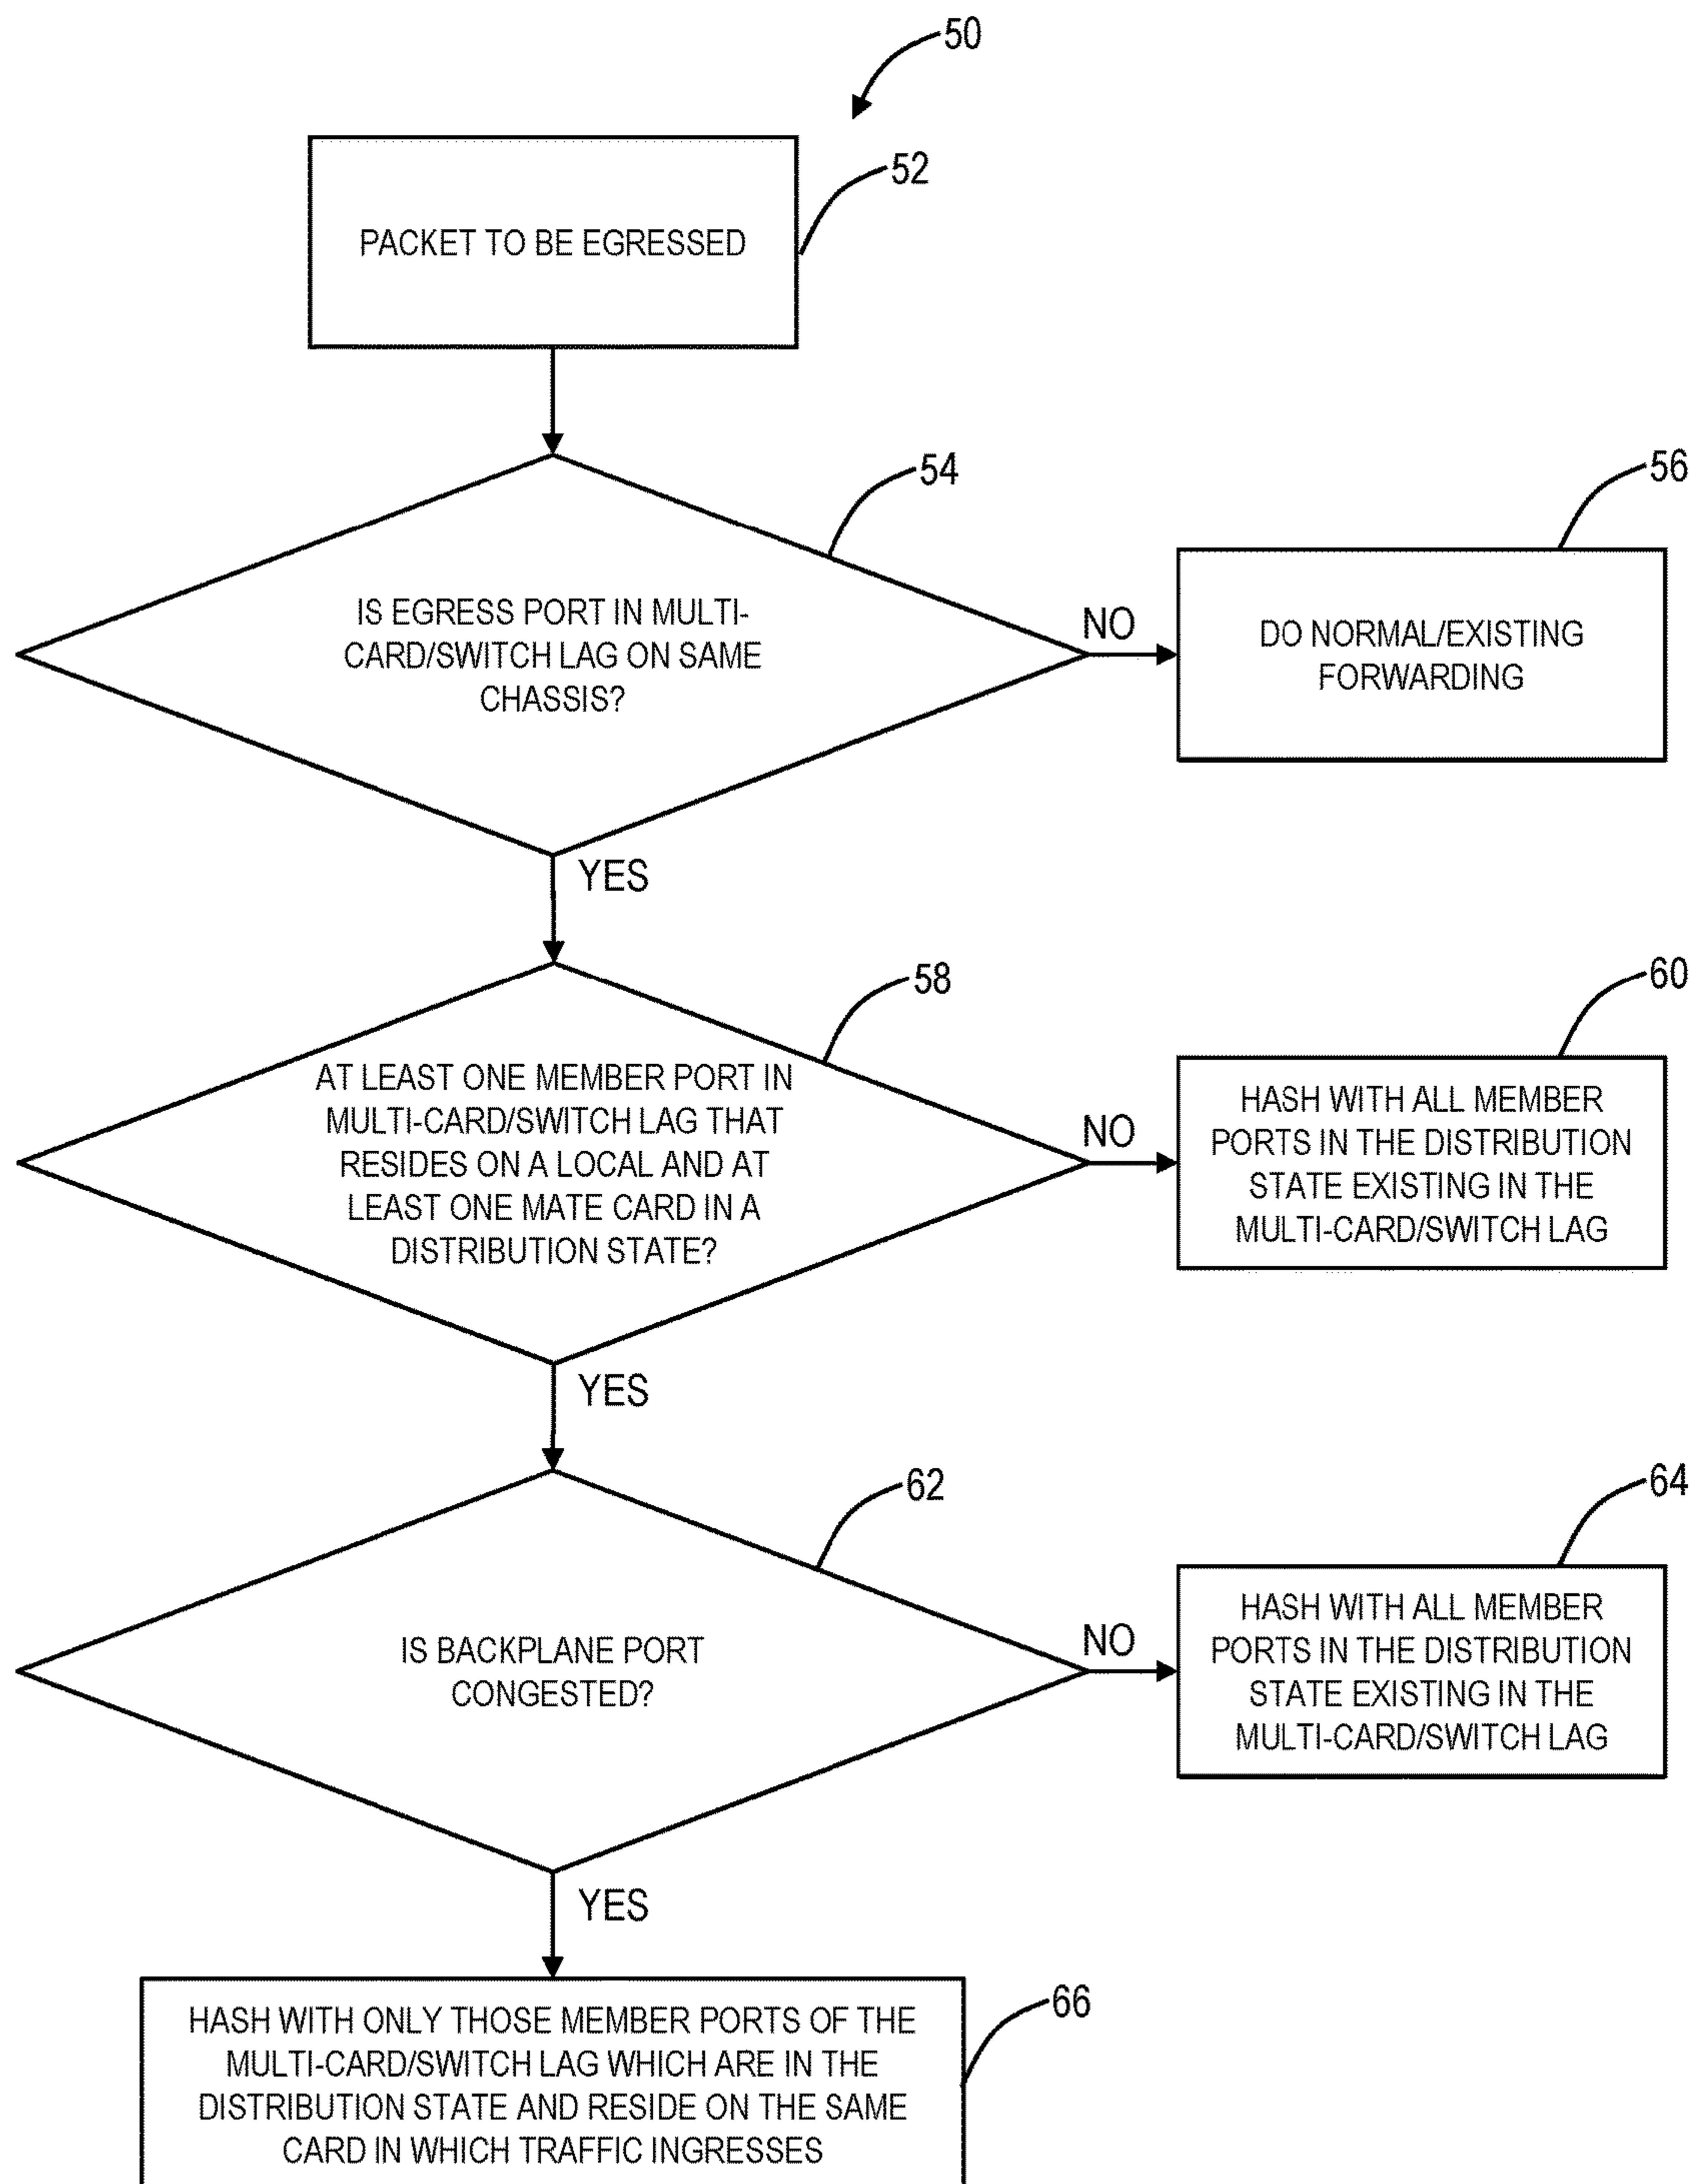 50
52
PACKET TO BE EGRESSED
54
IS EGRESS PORT IN MULTI-
CARD/SWITCH LAG ON SAME
CHASSIS?
NO
56
DO NORMAL/EXISTING
FORWARDING
YES
58
AT LEAST ONE MEMBER PORT IN
MULTI-CARD/SWITCH LAG THAT
RESIDES ON A LOCAL AND AT
LEAST ONE MATE CARD IN A
DISTRIBUTION STATE?
NO
60
HASH WITH ALL MEMBER
PORTS IN THE DISTRIBUTION
STATE EXISTING IN THE
MULTI-CARD/SWITCH LAG
YES
62
IS BACKPLANE PORT
CONGESTED?
NO
64
HASH WITH ALL MEMBER
PORTS IN THE DISTRIBUTION
STATE EXISTING IN THE
MULTI-CARD/SWITCH LAG
YES
66
HASH WITH ONLY THOSE MEMBER PORTS OF THE
MULTI-CARD/SWITCH LAG WHICH ARE IN THE
DISTRIBUTION STATE AND RESIDE ON THE SAME
CARD IN WHICH TRAFFIC INGRESSES